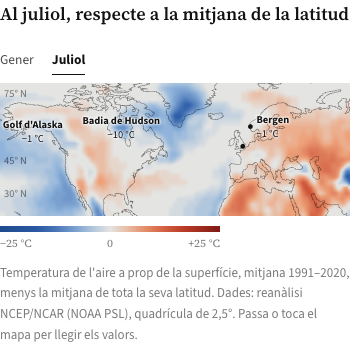 Al juliol, respecte a la mitjana de la latitud
Gener Juliol
75° N
Golf d'Alaska
−1 °C
Badia de Hudson
−10 °C
Bergen
−1 °C
45° N
30° N
−25 °C 0 +25 °C
Temperatura de l'aire a prop de la superfície, mitjana 1991–2020,
menys la mitjana de tota la seva latitud. Dades: reanàlisi
NCEP/NCAR (NOAA PSL), quadrícula de 2,5°. Passa o toca el
mapa per llegir els valors.